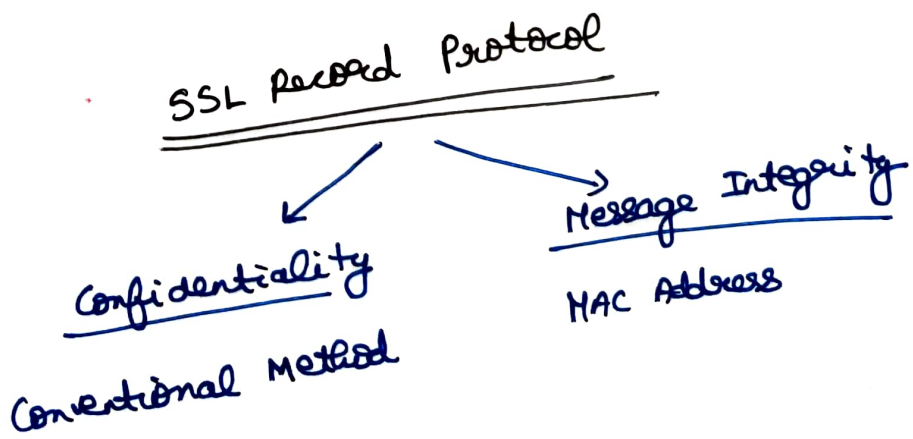 SSL Record Protocol
Confidentiality
Conventional Method
Message Integrity
MAC Address